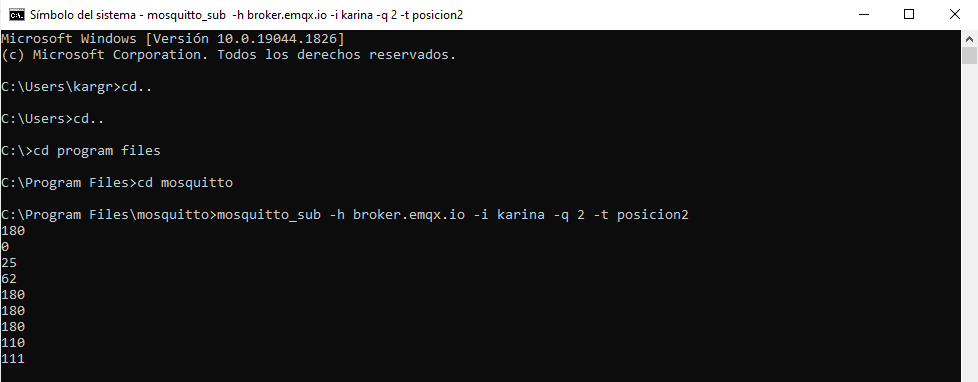 Símbolo del sistema - mosquitto_sub  -h broker.emqx.io -i karina -q 2 -t posicion2
Microsoft Windows [Versión 10.0.19044.1826]
(c) Microsoft Corporation. Todos los derechos reservados.
C:\Users\kargr>cd..
C:\Users>cd..
C:\>cd program files
C:\Program Files>cd mosquitto
C:\Program Files\mosquitto>mosquitto_sub -h broker.emqx.io -i karina -q 2 -t posicion2
180
0
25
62
180
180
180
110
111